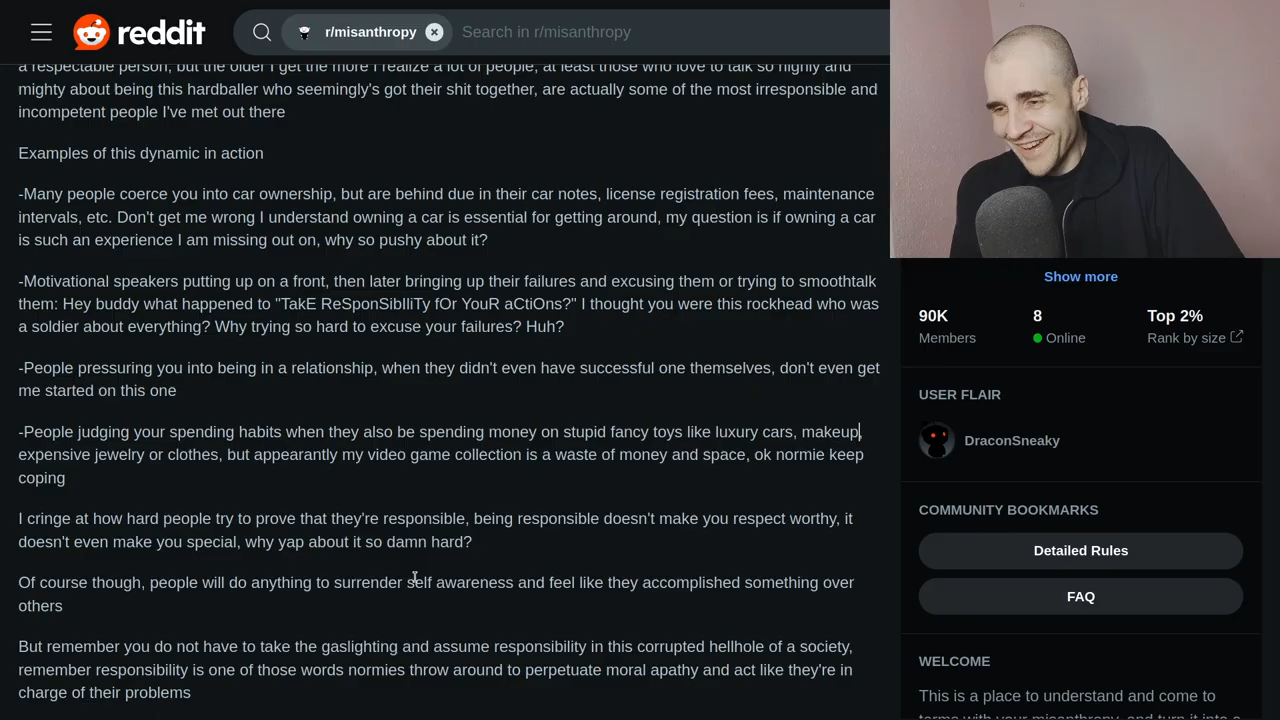 reddit
r/misanthropy
Search in r/misanthropy
a respectable person, but the older I get the more I realize a lot of people, at least those who love to talk so highly and
mighty about being this hardballer who seemingly's got their shit together, are actually some of the most irresponsible and
incompetent people I've met out there
Examples of this dynamic in action
-Many people coerce you into car ownership, but are behind due in their car notes, license registration fees, maintenance
intervals, etc. Don't get me wrong I understand owning a car is essential for getting around, my question is if owning a car
is such an experience I am missing out on, why so pushy about it?
-Motivational speakers putting up on a front, then later bringing up their failures and excusing them or trying to smoothtalk
them: Hey buddy what happened to "TakE ReSponSibIliTy fOr YouR aCtiOns?" I thought you were this rockhead who was
a soldier about everything? Why trying so hard to excuse your failures? Huh?
-People pressuring you into being in a relationship, when they didn't even have successful one themselves, don't even get
me started on this one
-People judging your spending habits when they also be spending money on stupid fancy toys like luxury cars, makeup,
expensive jewelry or clothes, but appearantly my video game collection is a waste of money and space, ok normie keep
coping
I cringe at how hard people try to prove that they're responsible, being responsible doesn't make you respect worthy, it
doesn't even make you special, why yap about it so damn hard?
Of course though, people will do anything to surrender self awareness and feel like they accomplished something over
others
But remember you do not have to take the gaslighting and assume responsibility in this corrupted hellhole of a society,
remember responsibility is one of those words normies throw around to perpetuate moral apathy and act like they're in
charge of their problems
Show more
90K
8
Top 2%
Members
Online
Rank by size
USER FLAIR
DraconSneaky
COMMUNITY BOOKMARKS
Detailed Rules
FAQ
WELCOME
This is a place to understand and come to
terms with your misanthropy, and turn it into a